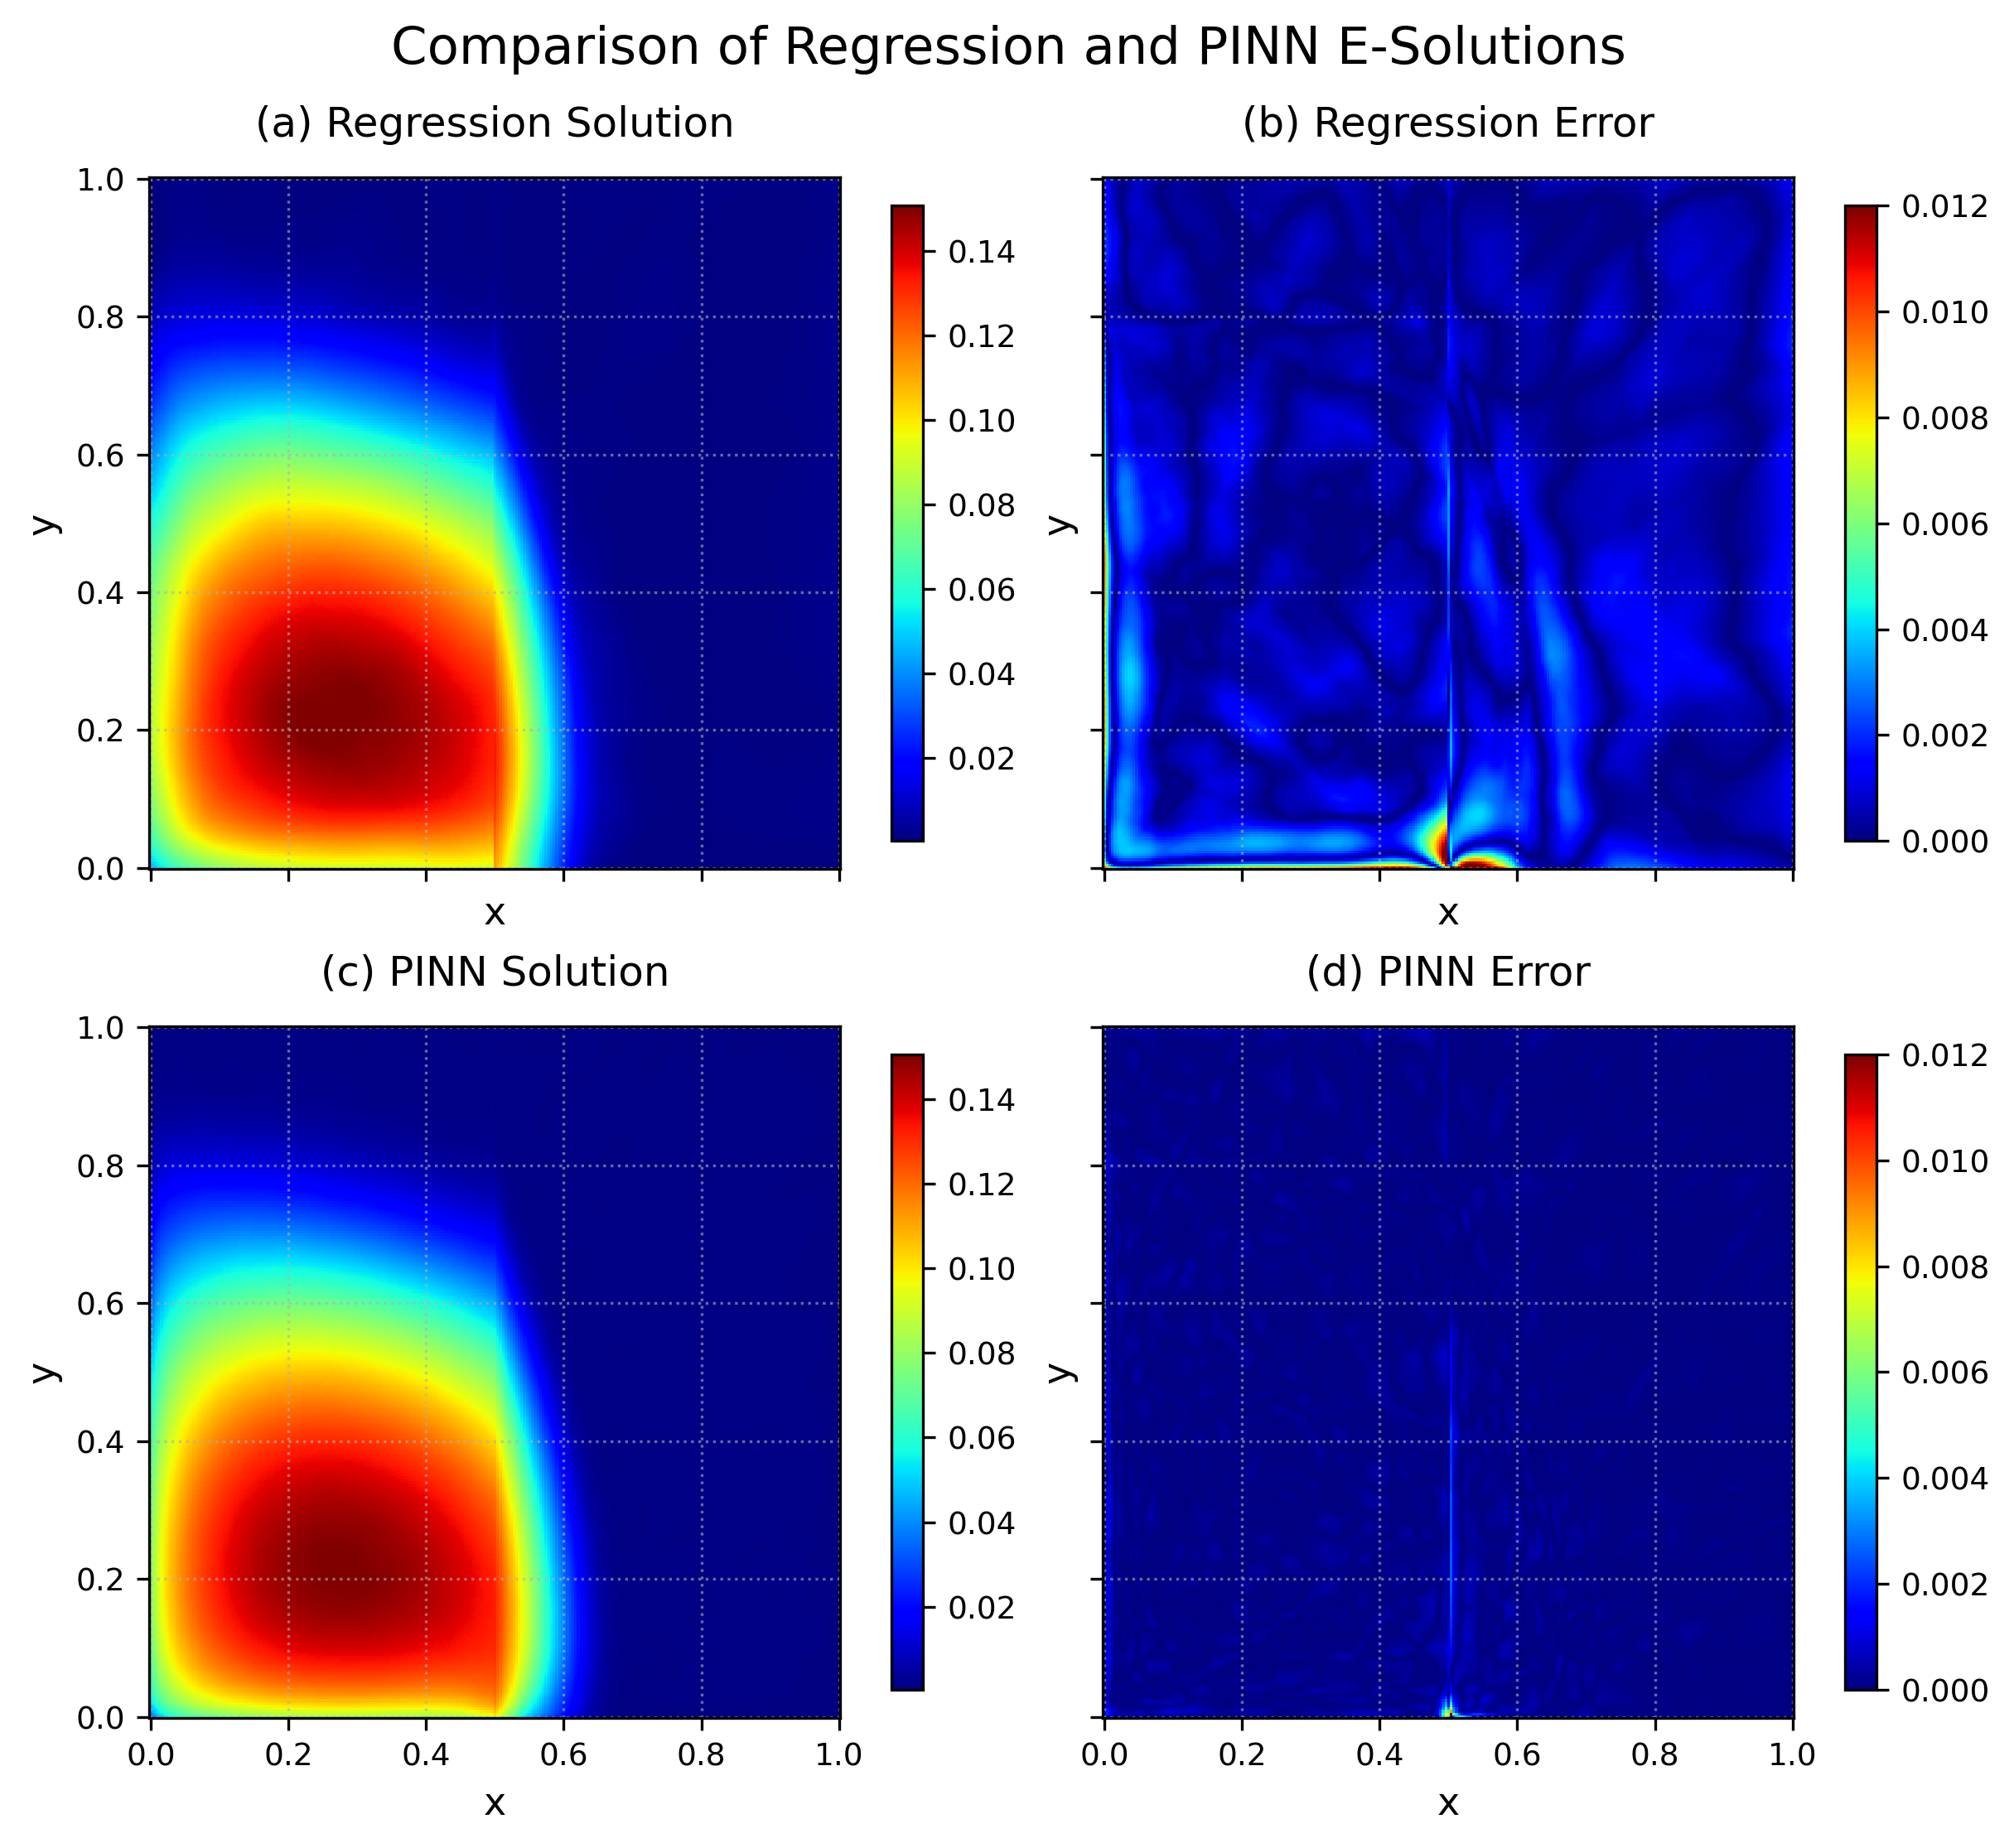 Comparison of Regression and PINN E-Solutions
(a) Regression Solution
(b) Regression Error
1.0
0.8
0.6
0.4
0.2
0.0
y
x
0.14
0.12
0.10
0.08
0.06
0.04
0.02
y
x
0.012
0.010
0.008
0.006
0.004
0.002
0.000
(c) PINN Solution
(d) PINN Error
1.0
0.8
0.6
0.4
0.2
0.0
y
0.0 0.2 0.4 0.6 0.8 1.0
x
0.14
0.12
0.10
0.08
0.06
0.04
0.02
y
0.0 0.2 0.4 0.6 0.8 1.0
x
0.012
0.010
0.008
0.006
0.004
0.002
0.000